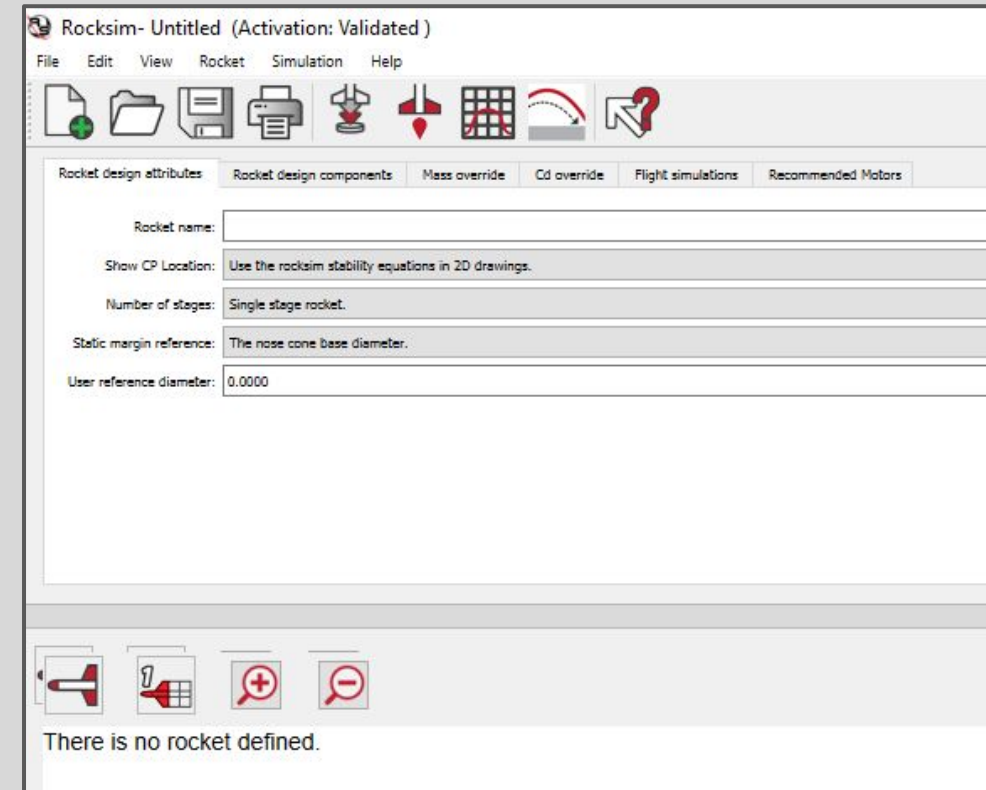 Rocksim- Untitled (Activation: Validated )
File Edit View Rocket Simulation Help
Rocket design attributes Rocket design components Mass override Cd override Flight simulations Recommended Motors
Rocket name:
Show CP Location: Use the rocksim stability equations in 2D drawings.
Number of stages: Single stage rocket.
Static margin reference: The nose cone base diameter.
User reference diameter: 0.0000
1
There is no rocket defined.